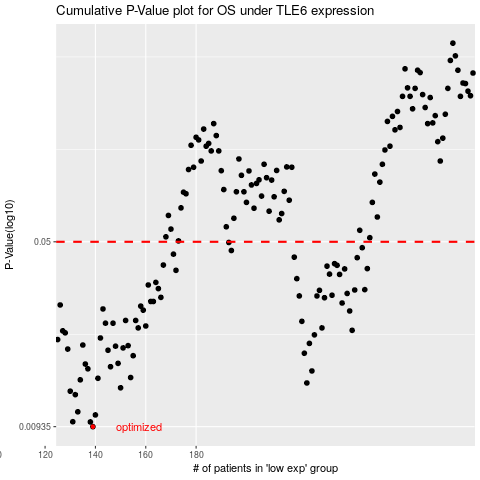 Cumulative P-Value plot for OS under TLE6 expression
P-Value(log10)
0.05
0.00935
optimized
0 120 140 160 180
# of patients in 'low exp' group